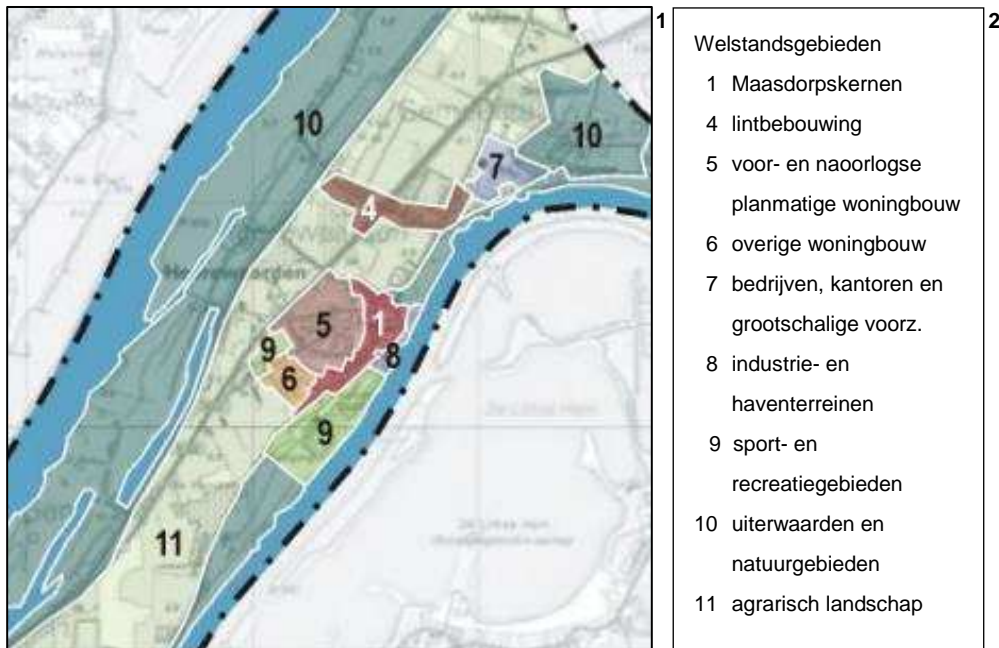 1
2
10
10
7
4
Heerewaarden
5
1
9
8
6
9
11
Welstandsgebieden
1 Maasdorpskernen
4 lintbebouwing
5 voor- en naoorlogse
planmatige woningbouw
6 overige woningbouw
7 bedrijven, kantoren en
grootschalige voorz.
8 industrie- en
haventerreinen
9 sport- en
recreatiegebieden
10 uiterwaarden en
natuurgebieden
11 agrarisch landschap